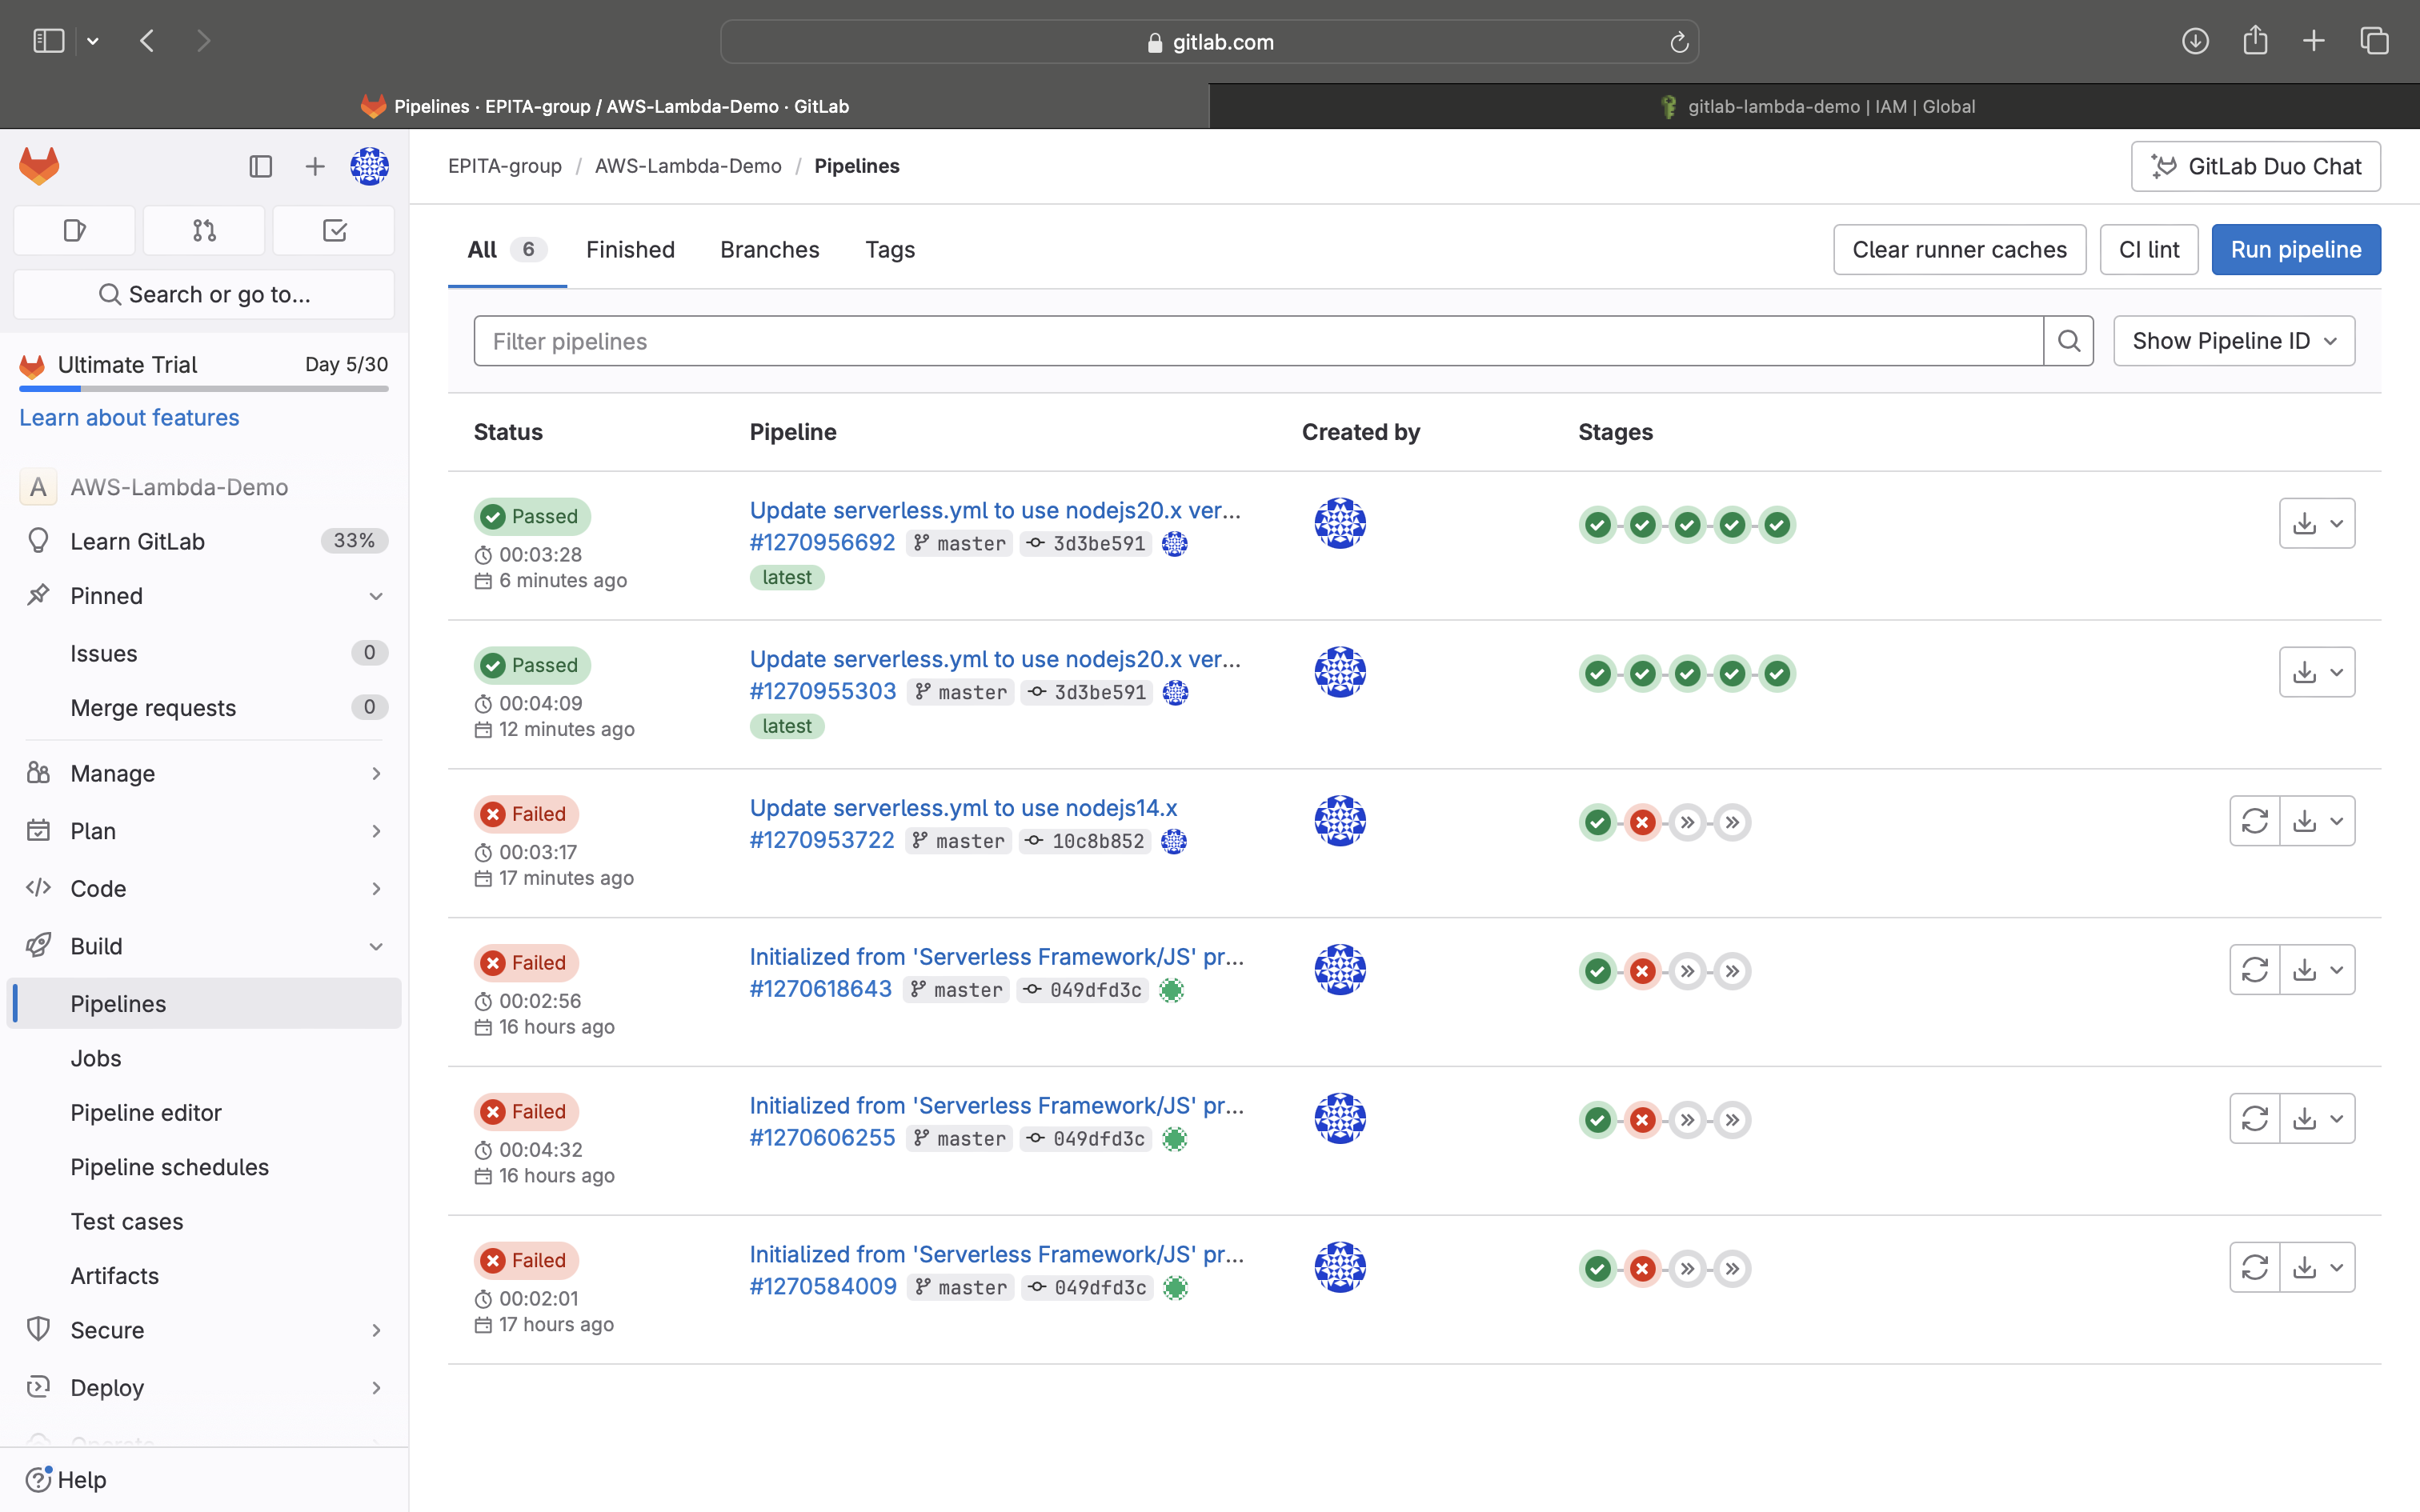 gitlab.com
Pipelines · EPITA-group / AWS-Lambda-Demo · GitLab
gitlab-lambda-demo | IAM | Global
EPITA-group / AWS-Lambda-Demo / Pipelines
GitLab Duo Chat
Search or go to...
Ultimate Trial Day 5/30
Learn about features
A AWS-Lambda-Demo
Learn GitLab 33%
Pinned
Issues 0
Merge requests 0
Manage
Plan
Code
Build
Pipelines
Jobs
Pipeline editor
Pipeline schedules
Test cases
Artifacts
Secure
Deploy
Operate
Help
All 6 Finished Branches Tags
Clear runner caches CI lint Run pipeline
Filter pipelines
Show Pipeline ID
Status Pipeline Created by Stages
Passed
00:03:28
6 minutes ago
Update serverless.yml to use nodejs20.x ver...
#1270956692 master 3d3be591
latest
Passed
00:04:09
12 minutes ago
Update serverless.yml to use nodejs20.x ver...
#1270955303 master 3d3be591
latest
Failed
00:03:17
17 minutes ago
Update serverless.yml to use nodejs14.x
#1270953722 master 10c8b852
Failed
00:02:56
16 hours ago
Initialized from 'Serverless Framework/JS' pr...
#1270618643 master 049dfd3c
Failed
00:04:32
16 hours ago
Initialized from 'Serverless Framework/JS' pr...
#1270606255 master 049dfd3c
Failed
00:02:01
17 hours ago
Initialized from 'Serverless Framework/JS' pr...
#1270584009 master 049dfd3c